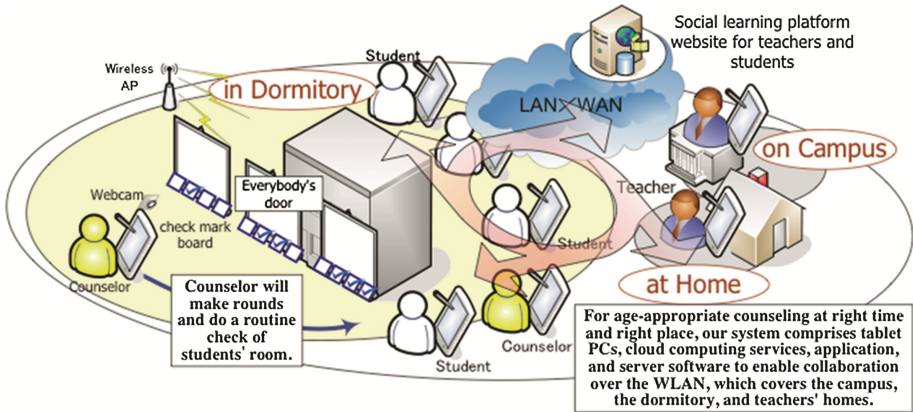 Social learning platform
website for teachers and
students
Student
Wireless
AP
in Dormitory
LAN×WAN
on Campus
Everybody's
door
Teacher
Webcam
check mark
board
Student
Counselor
at Home
Counselor will
make rounds
and do a routine
check of
students' room.
Student
Counselor
For age-appropriate counseling at right time
and right place, our system comprises tablet
PCs, cloud computing services, application,
and server software to enable collaboration
over the WLAN, which covers the campus,
the dormitory, and teachers' homes.